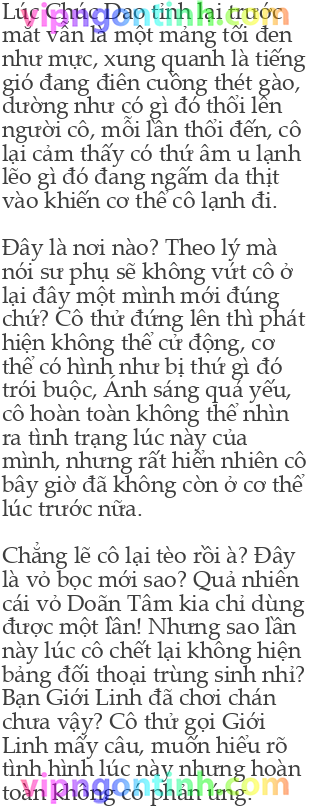 vipngontinh.com
Lúc Chúc Dao tỉnh lại trước
mắt vẫn là một mảng tối đen
như mực, xung quanh là tiếng
gió đang điên cuồng thét gào,
dường như có gì đó thổi lên
người cô, mỗi lần thổi đến, cô
lại cảm thấy có thứ âm u lạnh
lẽo gì đó đang ngấm da thịt
vào khiến cơ thể cô lạnh đi.
Đây là nơi nào? Theo lý mà
nói sư phụ sẽ không vứt cô ở
lại đây một mình mới đúng
chứ? Cô thử đứng lên thì phát
hiện không thể cử động, cơ
thể có hình như bị thứ gì đó
trói buộc, Ánh sáng quá yếu,
cô hoàn toàn không thể nhìn
ra tình trạng lúc này của
mình, nhưng rất hiển nhiên cô
bây giờ đã không còn ở cơ thể
lúc trước nữa.
Chẳng lẽ cô lại tèo rồi à? Đây
là vỏ bọc mới sao? Quả nhiên
cái vỏ Doãn Tâm kia chỉ dùng
được một lần! Nhưng sao lần
này lúc cô chết lại không hiện
bảng đối thoại trùng sinh nhỉ?
Bạn Giới Linh đã chơi chán
chưa vậy? Cô thử gọi Giới
Linh mấy câu, muốn hiểu rõ
tình hình lúc này nhưng hoàn
toàn không có phản ứng.
vipngontinh.com